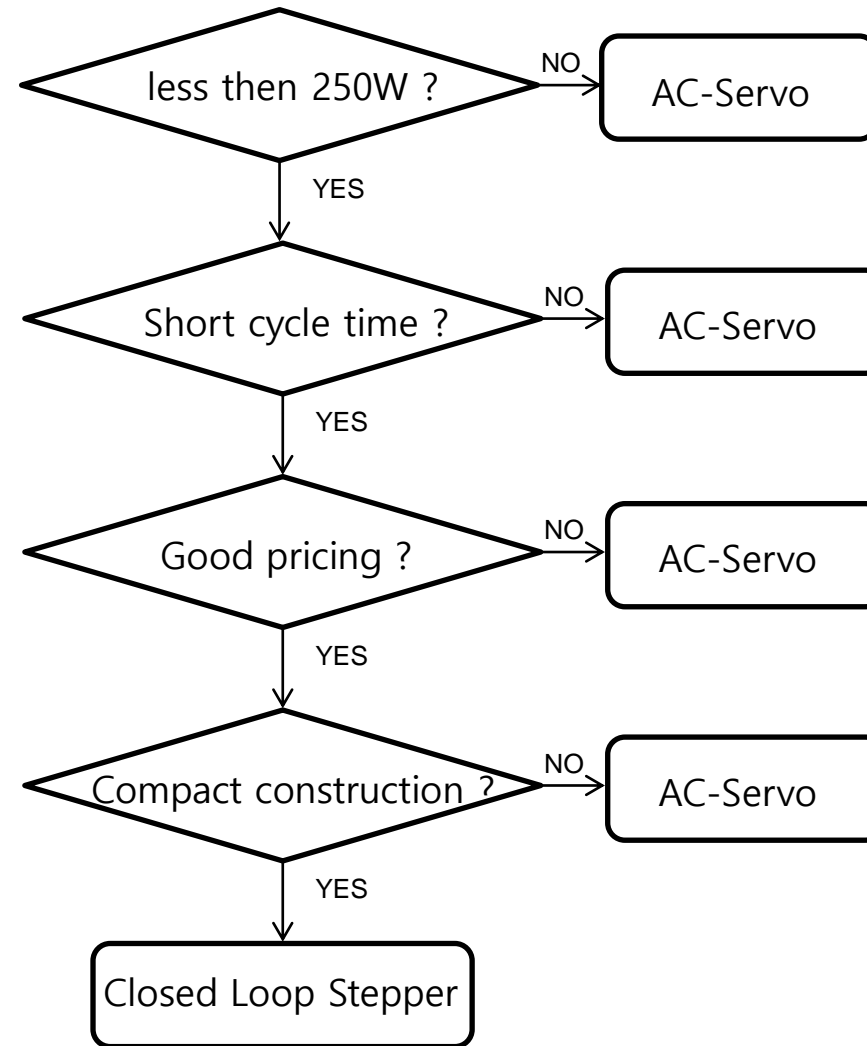 less then 250W ?
NO
AC-Servo
YES
Short cycle time ?
NO
AC-Servo
YES
Good pricing ?
NO
AC-Servo
YES
Compact construction ?
NO
AC-Servo
YES
Closed Loop Stepper